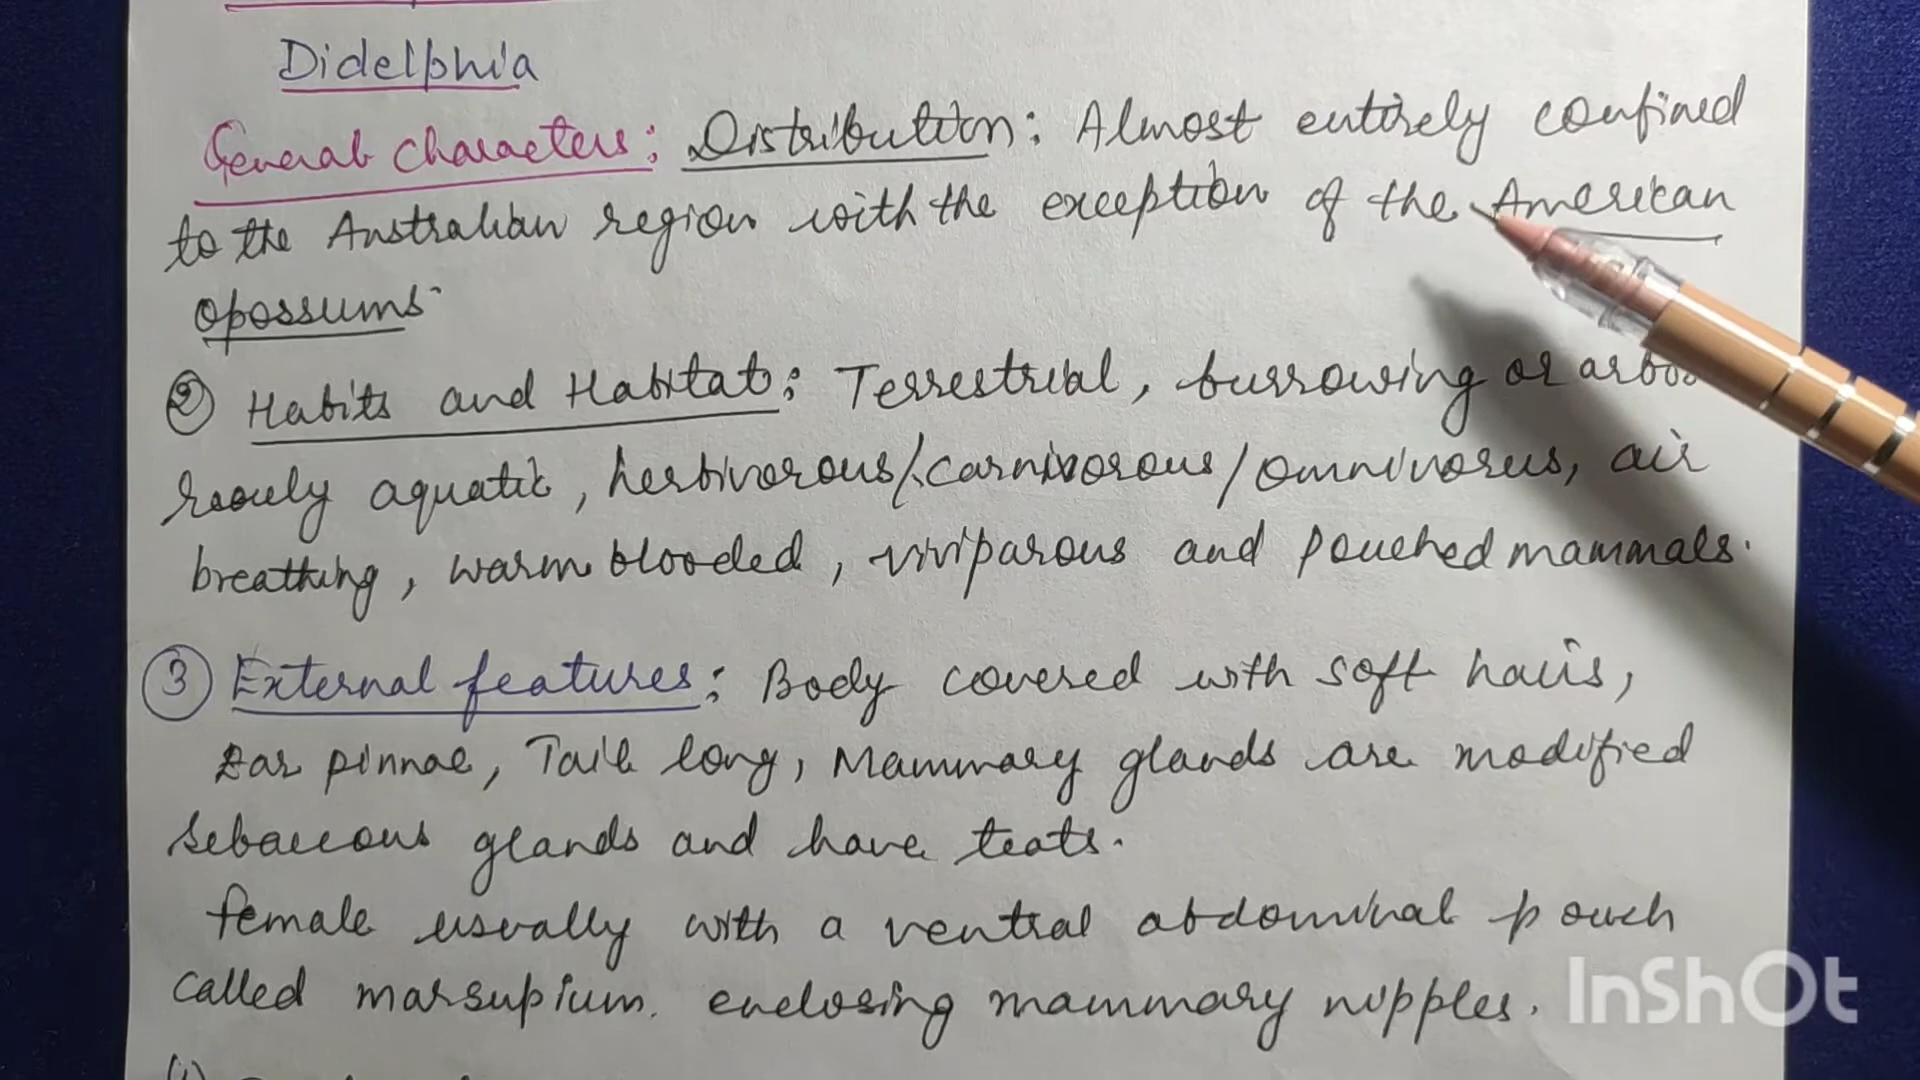 Didelphia
General characters: Distribution: Almost entirely confined
to the Australian region with the exception of the American
opossums.
② Habits and Habitat: Terrestrial, burrowing or
rarely aquatic, herbivorous/carnivorous/omnivorus, air
breathing, warm blooded, viviparous and pouched mammals.
③ External features: Body covered with soft hairs,
Ear pinnae, Tail long, Mammary glands are modified
sebaceous glands and have teats.
female usually with a ventral abdominal pouch
called marsupium. enclosing mammary nipples.
InShOt